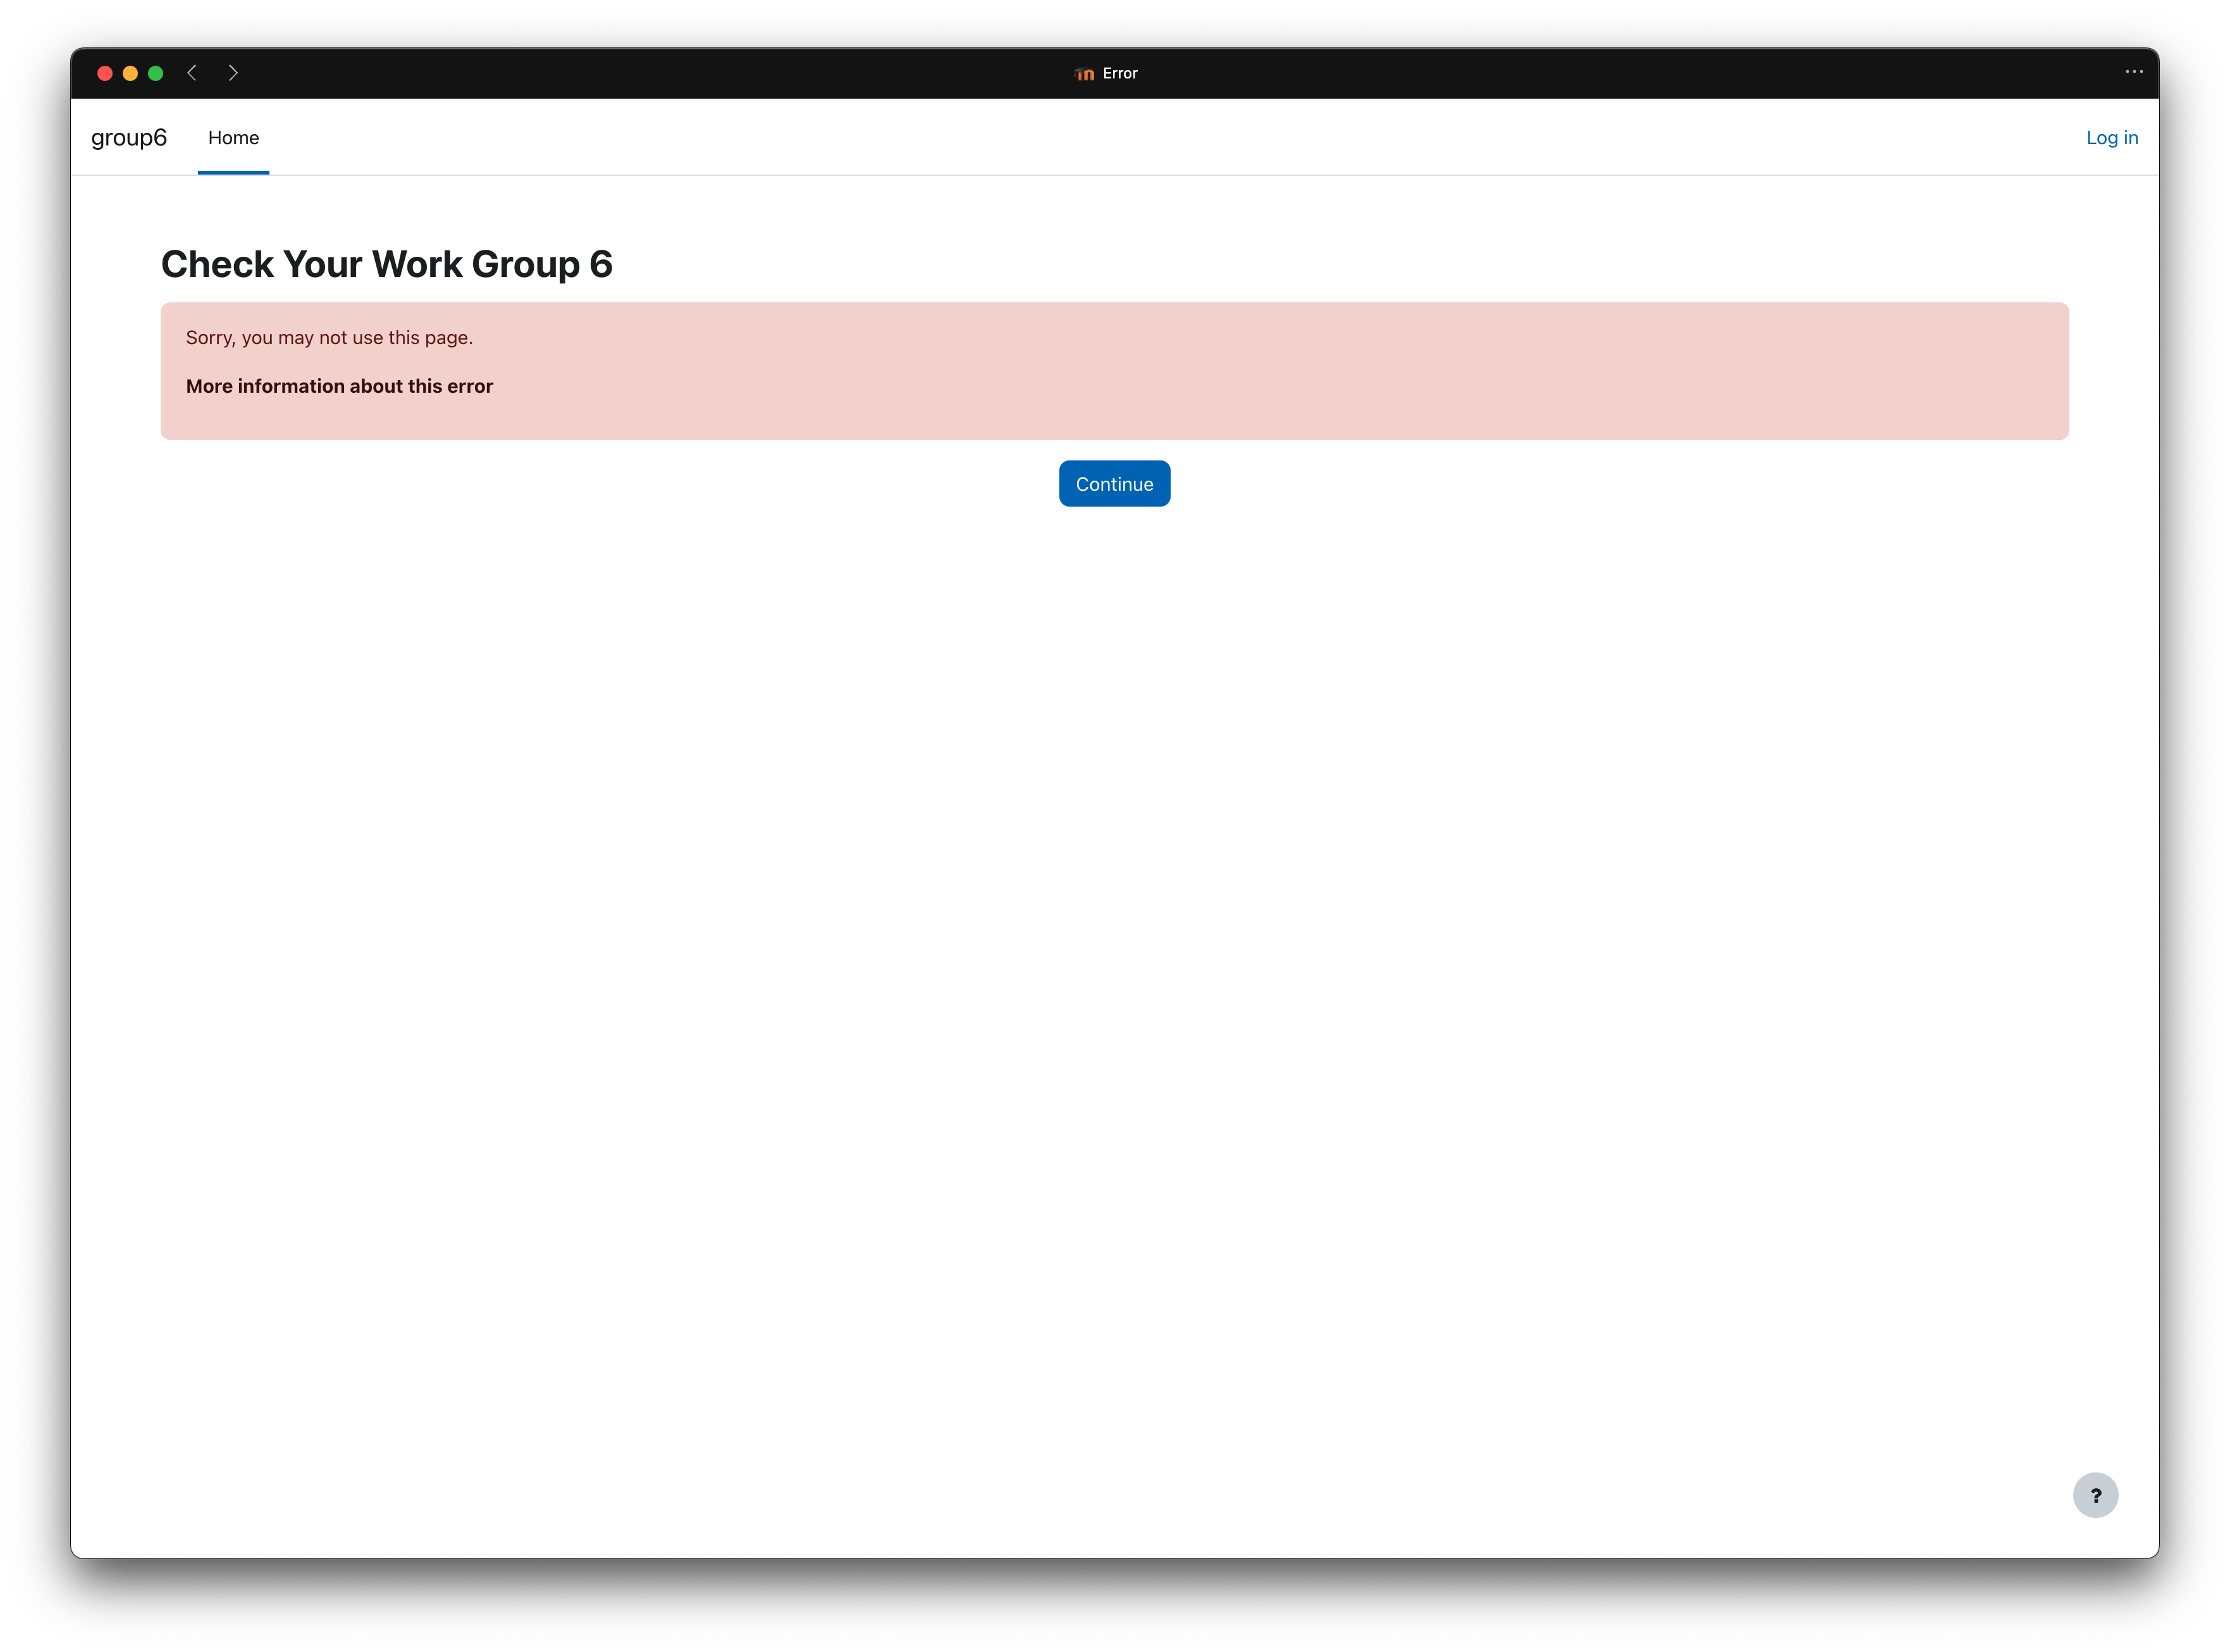 Error
group6
Home
Log in
Check Your Work Group 6
Sorry, you may not use this page.
More information about this error
Continue
?